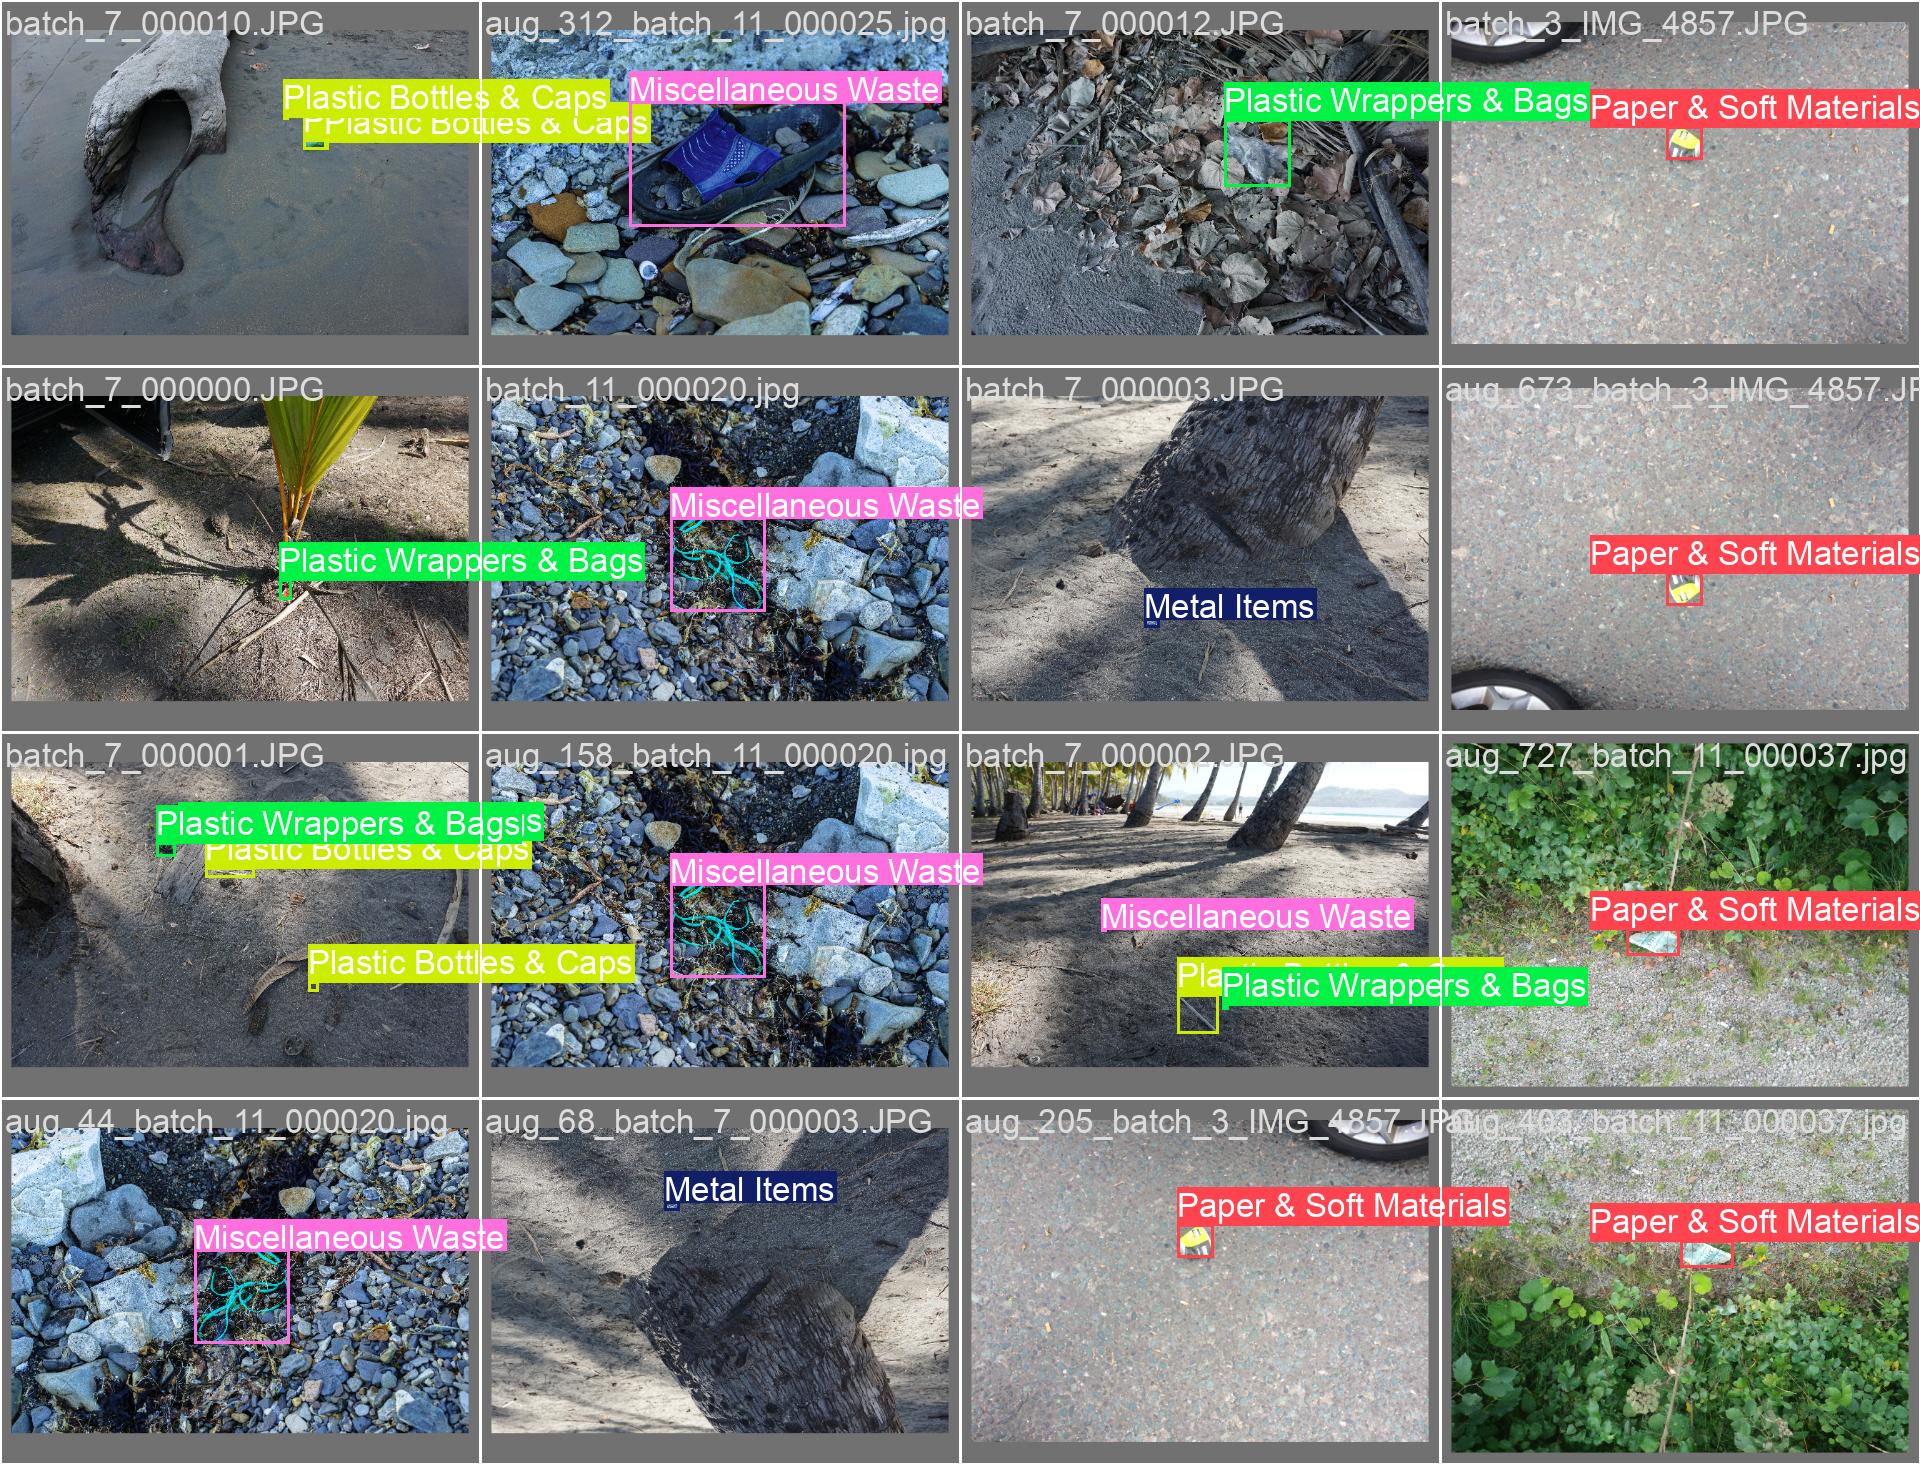 batch_7_000010.JPG
Plastic Bottles & Caps
Plastic Bottles & Caps
aug_312_batch_11_000025.jpg
Miscellaneous Waste
batch_7_000012.JPG
Plastic Wrappers & Bags
batch_3_IMG_4857.JPG
Paper & Soft Materials
batch_7_000000.JPG
Plastic Wrappers & Bags
batch_11_000020.jpg
Miscellaneous Waste
batch_7_000003.JPG
Metal Items
aug_673_batch_3_IMG_4857.JP
Paper & Soft Materials
batch_7_000001.JPG
Plastic Wrappers & Bags
Plastic Bottles & Caps
Plastic Bottles & Caps
aug_158_batch_11_000020.jpg
Miscellaneous Waste
batch_7_000002.JPG
Miscellaneous Waste
Plastic Wrappers & Bags
aug_727_batch_11_000037.jpg
Paper & Soft Materials
aug_44_batch_11_000020.jpg
Miscellaneous Waste
aug_68_batch_7_000003.JPG
Metal Items
aug_205_batch_3_IMG_4857.JPG
Paper & Soft Materials
aug_403_batch_11_000037.jpg
Paper & Soft Materials